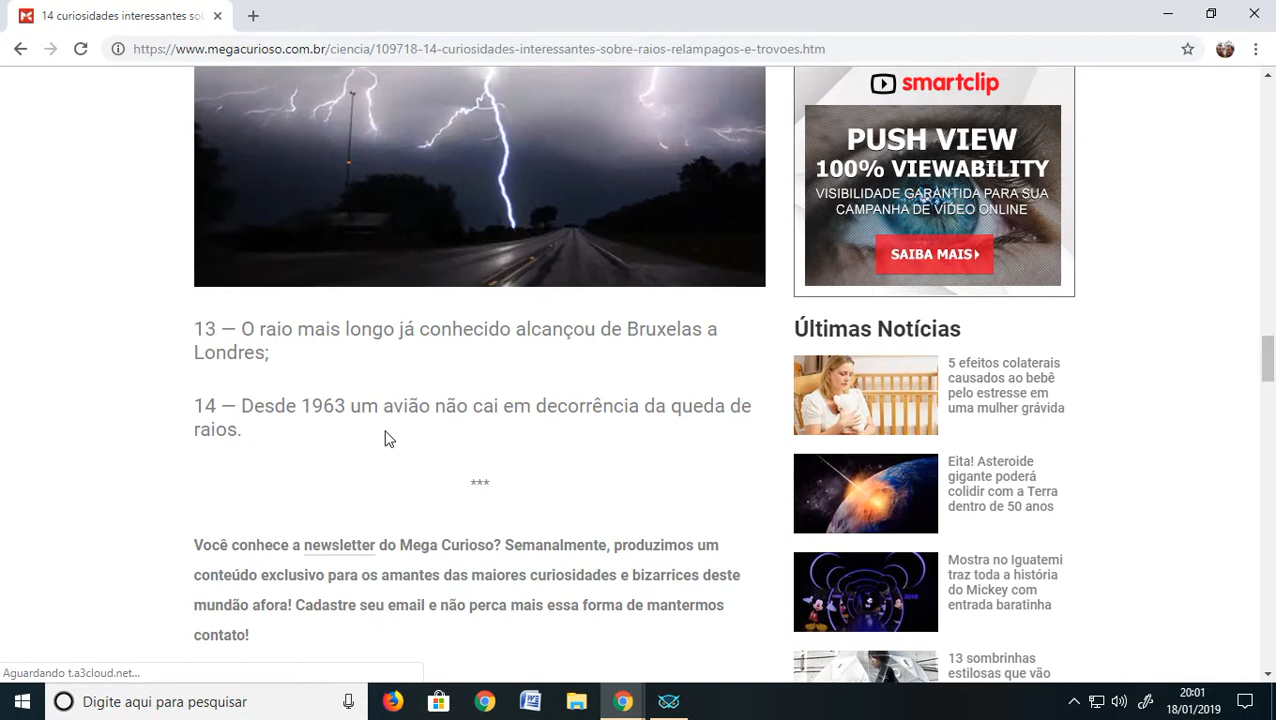 14 curiosidades interessantes sob
https://www.megacurioso.com.br/ciencia/109718-14-curiosidades-interessantes-sobre-raios-relampagos-e-trovoes.htm
smartclip
PUSH VIEW
100% VIEWABILITY
VISIBILIDADE GARANTIDA PARA SUA
CAMPANHA DE VÍDEO ONLINE
SAIBA MAIS
13 — O raio mais longo já conhecido alcançou de Bruxelas a
Londres;
14 — Desde 1963 um avião não cai em decorrência da queda de
raios.
***
Você conhece a newsletter do Mega Curioso? Semanalmente, produzimos um
conteúdo exclusivo para os amantes das maiores curiosidades e bizarrices deste
mundão afora! Cadastre seu email e não perca mais essa forma de mantermos
contato!
Últimas Notícias
5 efeitos colaterais
causados ao bebê
pelo estresse em
uma mulher grávida
Eita! Asteroide
gigante poderá
colidir com a Terra
dentro de 50 anos
Mostra no Iguatemi
traz toda a história
do Mickey com
entrada baratinha
13 sombrinhas
estilosas que vão
Aguardando t.a3cloud.net...
Digite aqui para pesquisar
20:01
18/01/2019